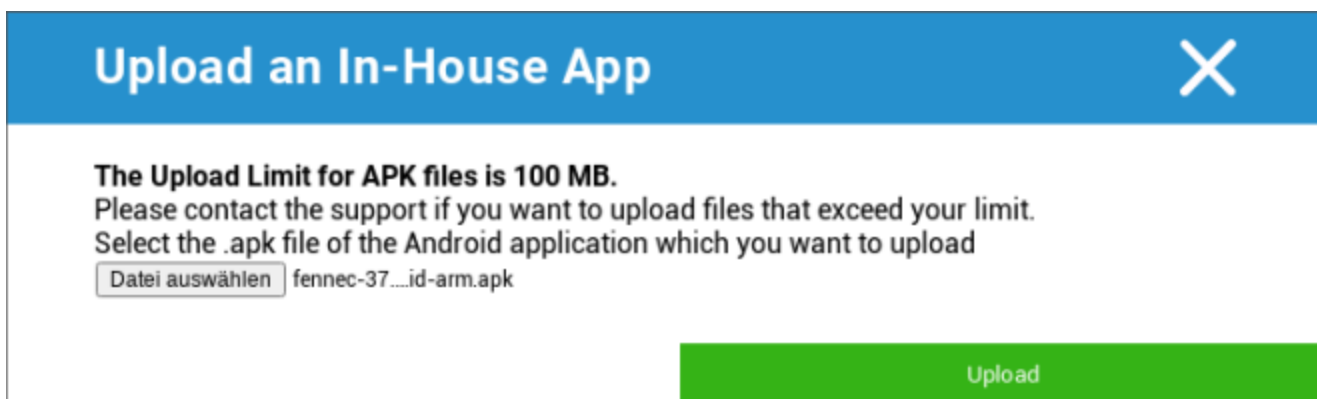 Upload an In-House App
The Upload Limit for APK files is 100 MB.
Please contact the support if you want to upload files that exceed your limit.
Select the .apk file of the Android application which you want to upload
Datei auswählen fennec-37....id-arm.apk
Upload